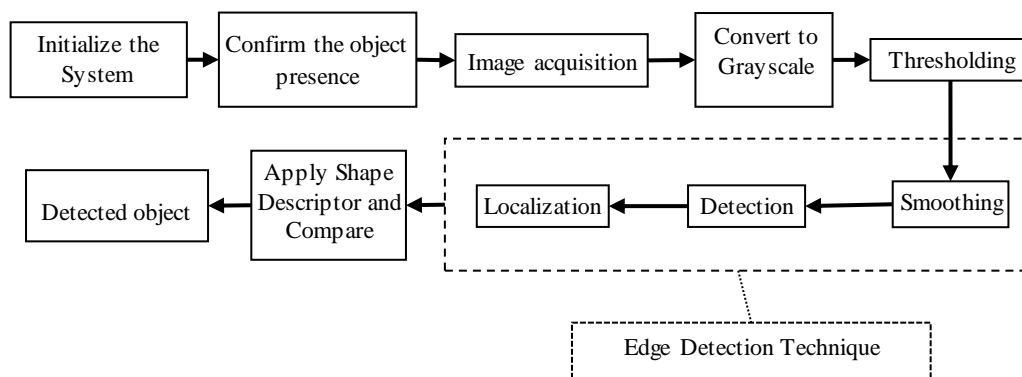 Initialize the
System
Confirm the object
presence
Image acquisition
Convert to
Grayscale
Thresholding
Smoothing
Detection
Localization
Apply Shape
Descriptor and
Compare
Detected object
Edge Detection Technique